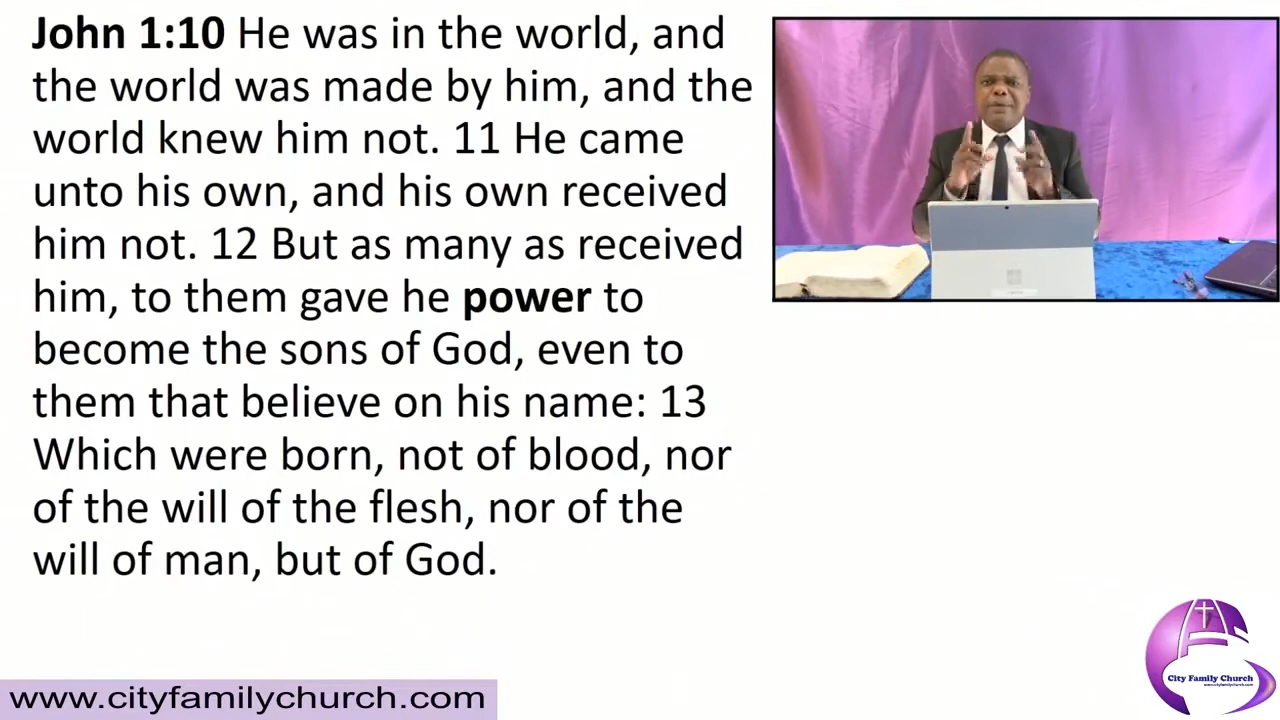 John 1:10 He was in the world, and
the world was made by him, and the
world knew him not. 11 He came
unto his own, and his own received
him not. 12 But as many as received
him, to them gave he power to
become the sons of God, even to
them that believe on his name: 13
Which were born, not of blood, nor
of the will of the flesh, nor of the
will of man, but of God.
City Family Church
www.cityfamilychurch.com
www.cityfamilychurch.com